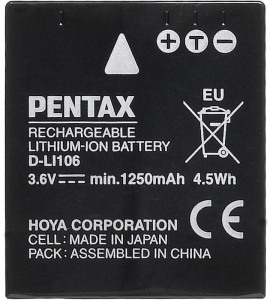 + T −
PENTAX
EU
RECHARGEABLE
LITHIUM-ION BATTERY
D-LI106
3.6V⎓ min.1250mAh 4.5Wh
HOYA CORPORATION
CELL: MADE IN JAPAN
PACK: ASSEMBLED IN CHINA